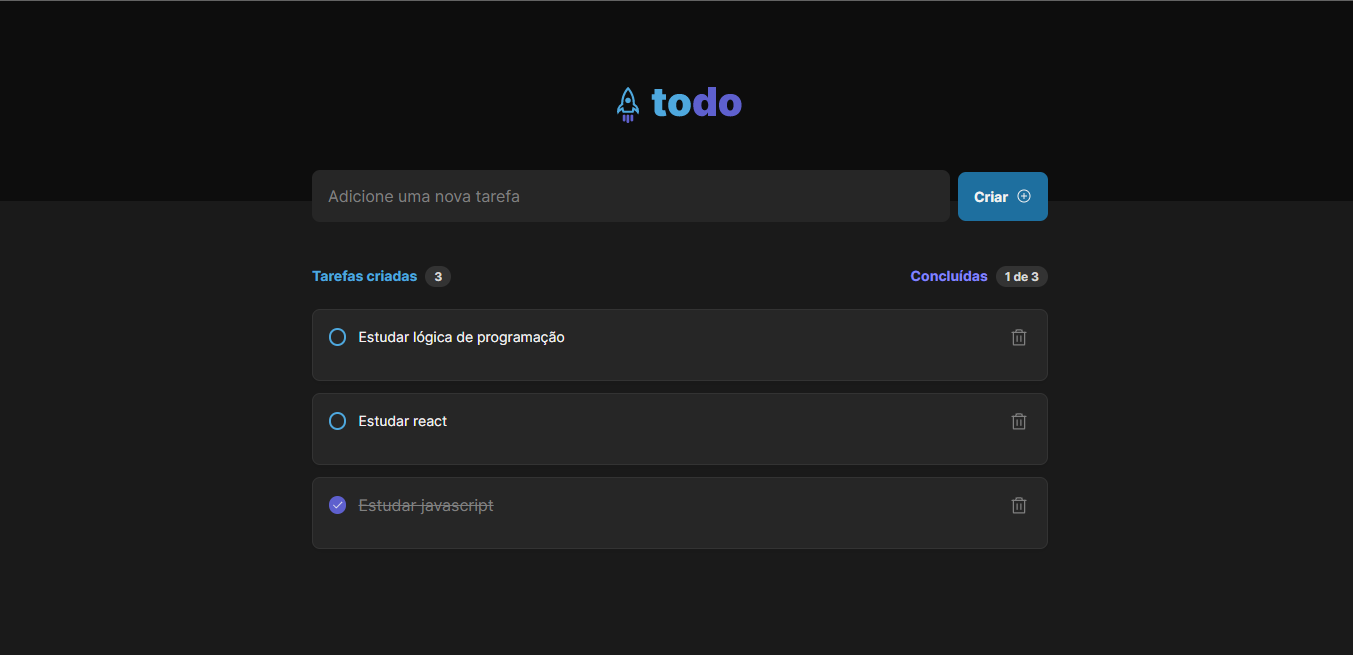 todo
Adicione uma nova tarefa
Criar
Tarefas criadas 3
Concluídas 1 de 3
Estudar lógica de programação
Estudar react
Estudar javascript